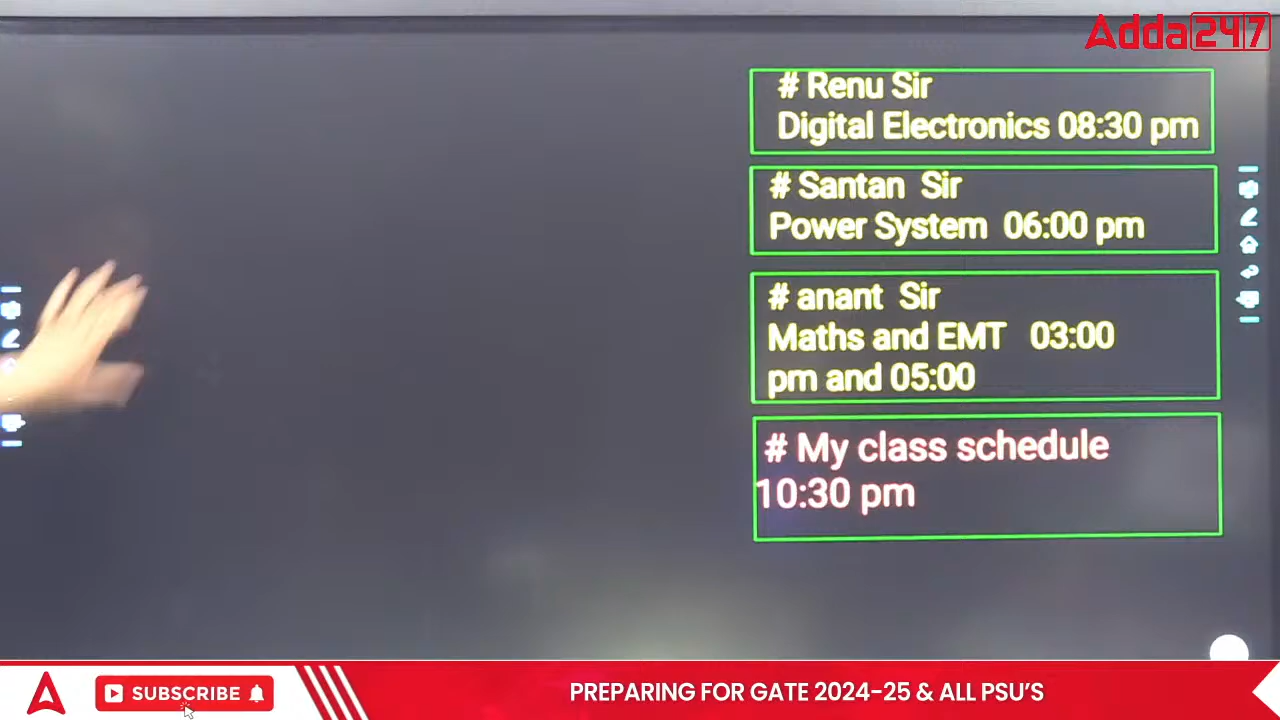 Adda247
# Renu Sir
Digital Electronics 08:30 pm
# Santan Sir
Power System 06:00 pm
# anant Sir
Maths and EMT 03:00
pm and 05:00
# My class schedule
10:30 pm
SUBSCRIBE
PREPARING FOR GATE 2024-25 & ALL PSU'S